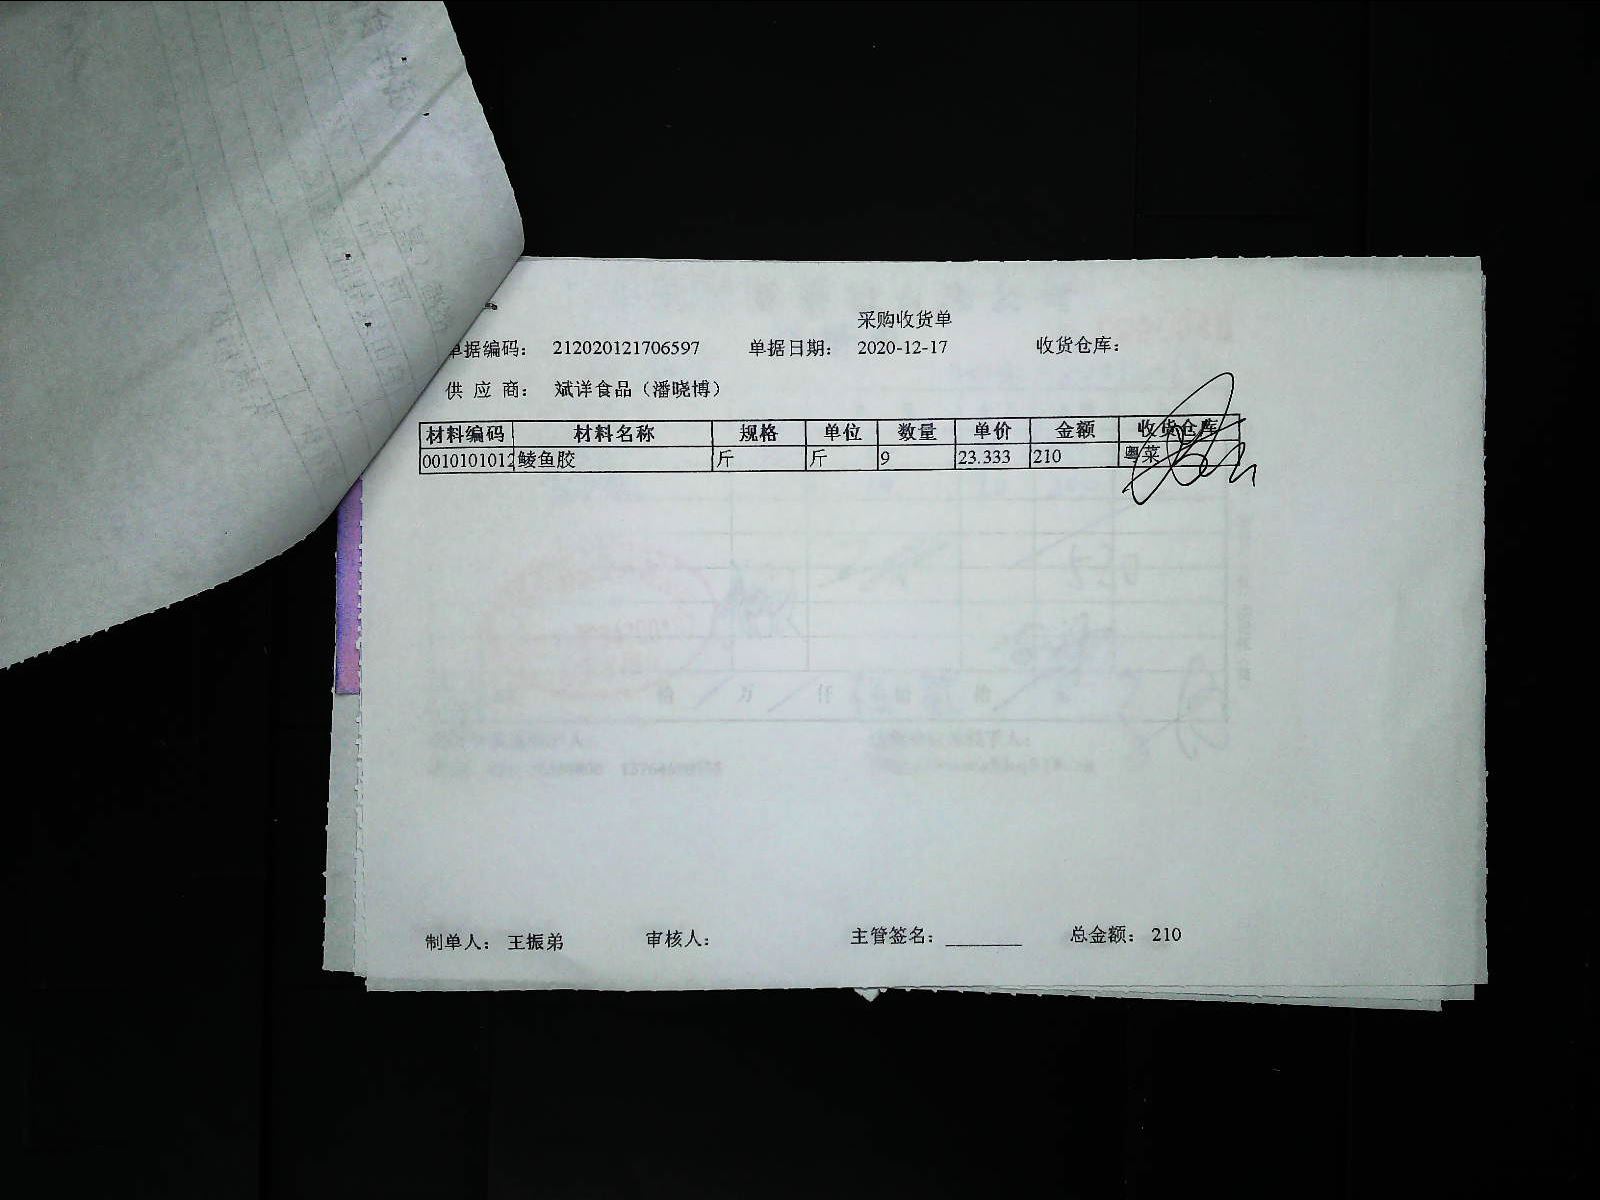 采购收货单
单据编码： 212020121706597 单据日期： 2020-12-17 收货仓库：
供 应 商： 斌详食品（潘晓博）
材料编码 材料名称 规格 单位 数量 单价 金额 收货仓库
0010101012 鲮鱼胶 斤 斤 9 23.333 210 粤菜
制单人： 王振弟 审核人： 主管签名： ________ 总金额： 210